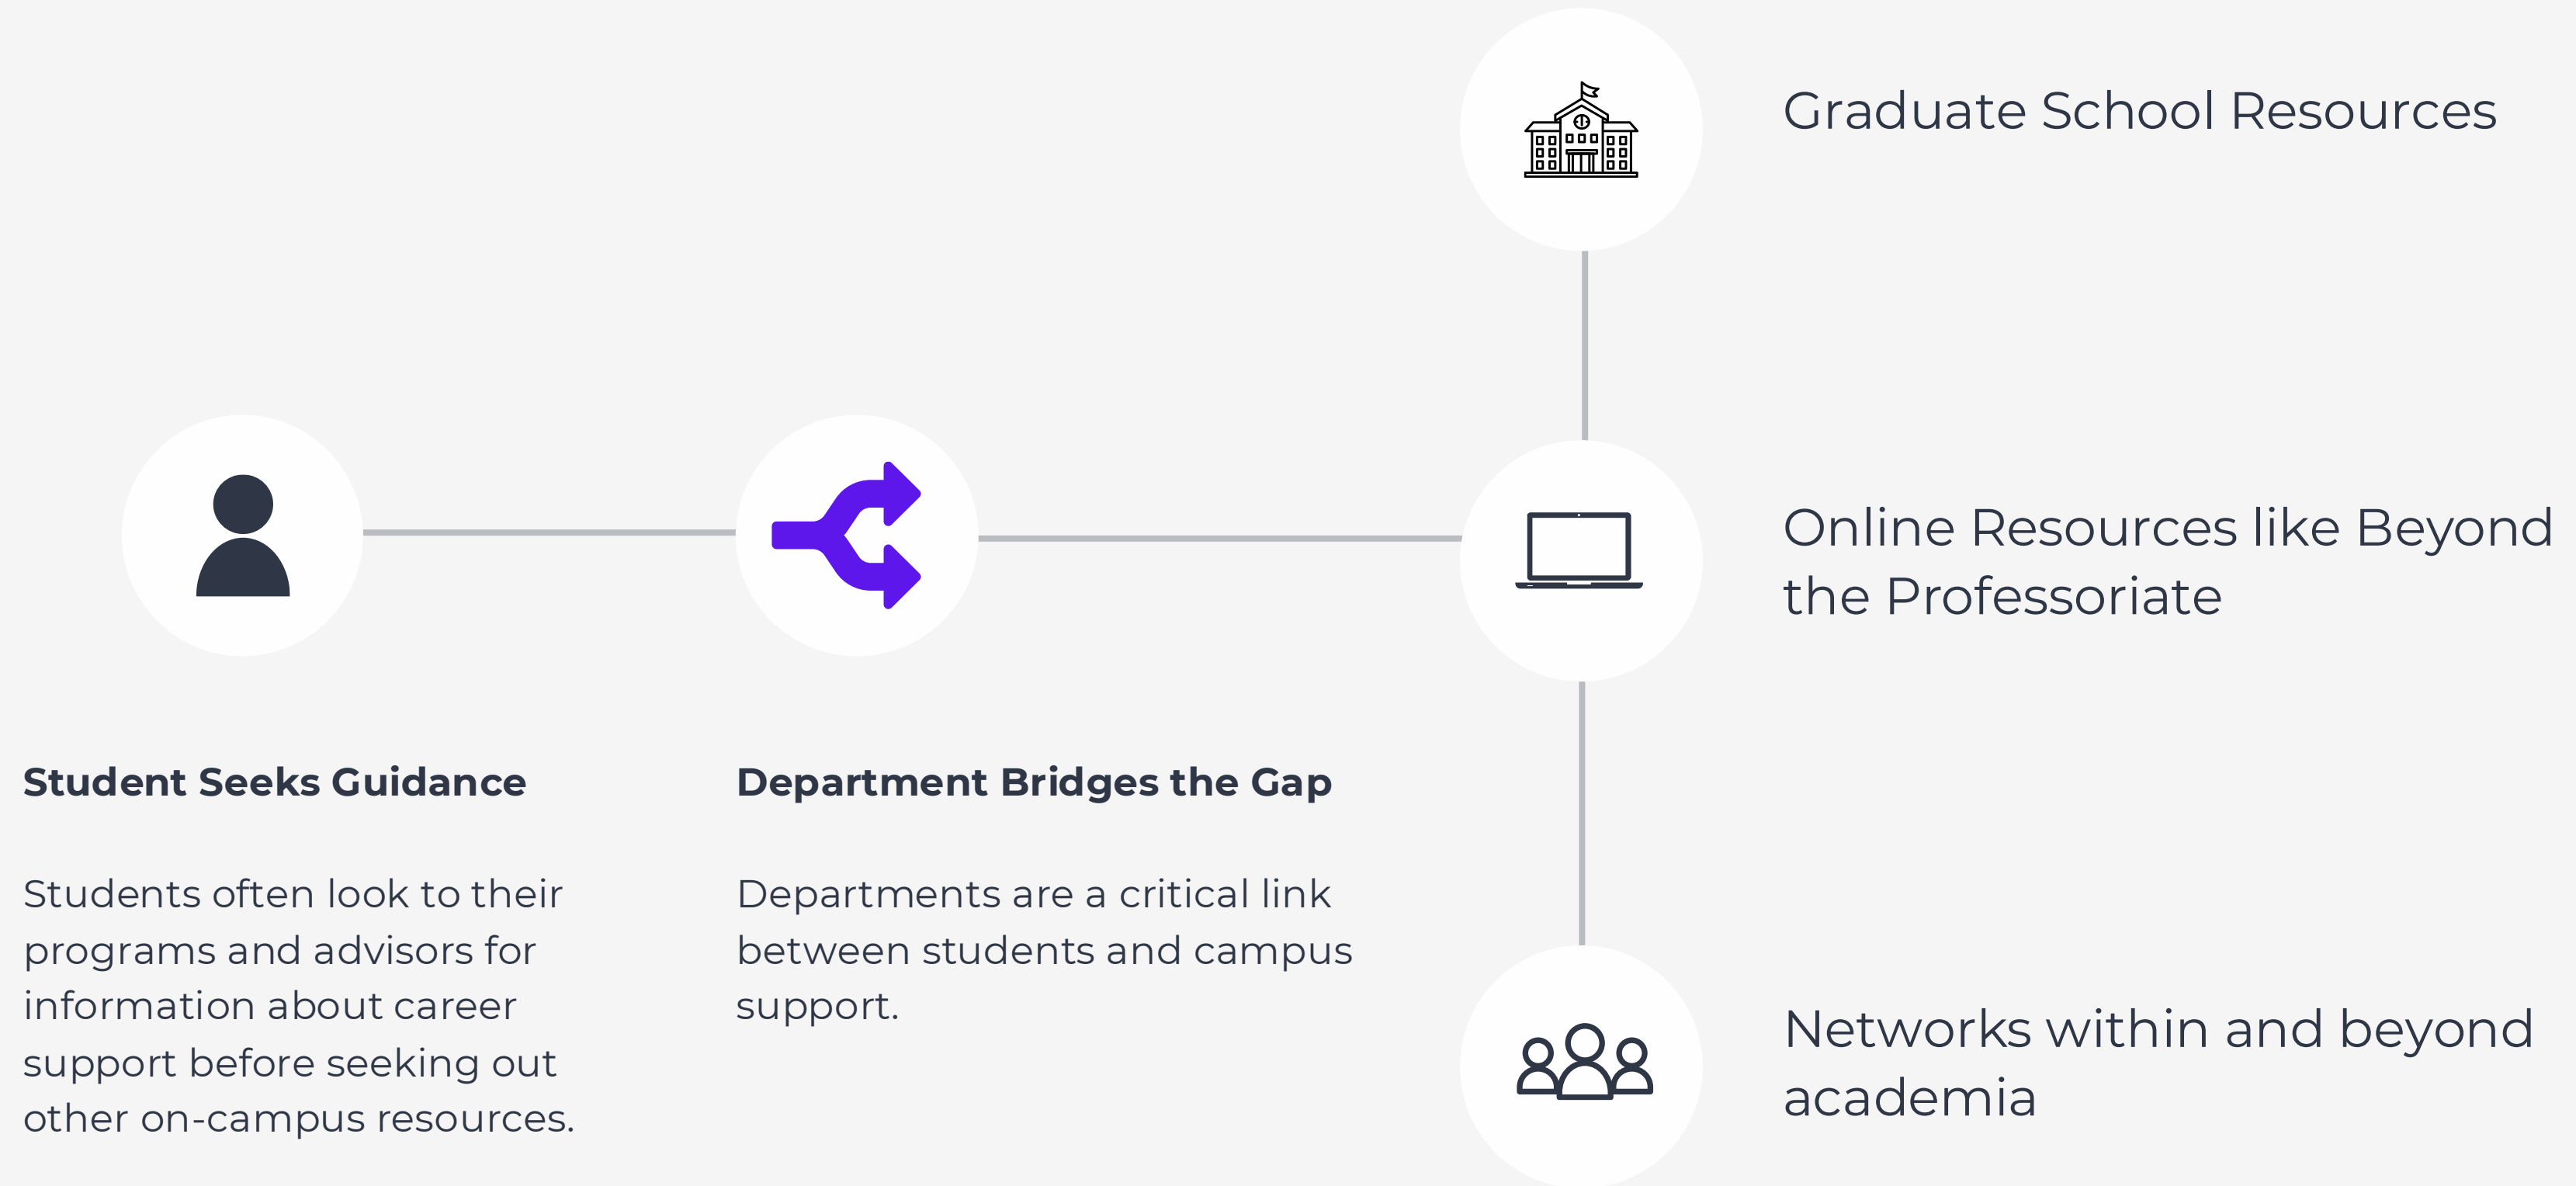 Graduate School Resources
Online Resources like Beyond
the Professoriate
Student Seeks Guidance
Students often look to their
programs and advisors for
information about career
support before seeking out
other on-campus resources.
Department Bridges the Gap
Departments are a critical link
between students and campus
support.
Networks within and beyond
academia